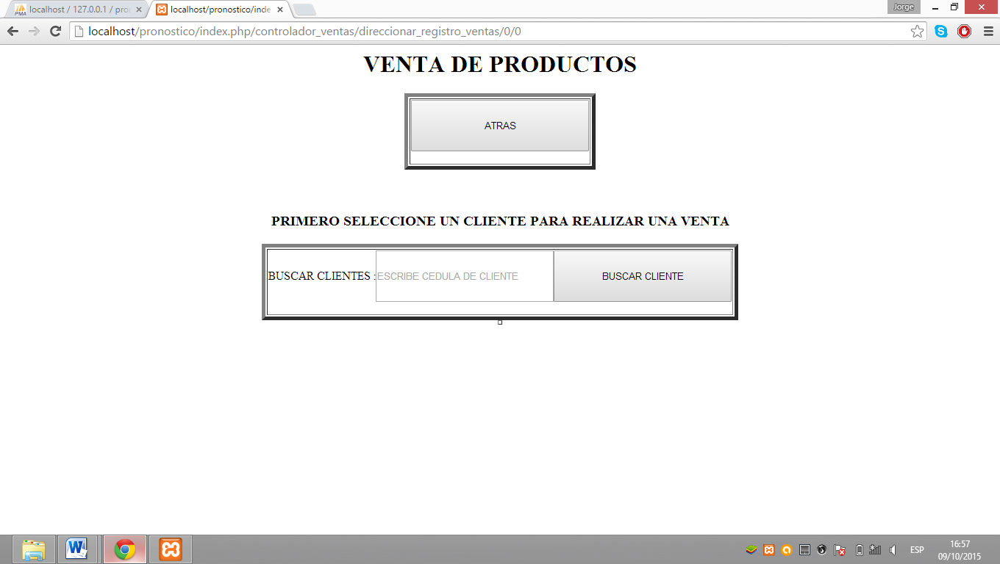 localhost / 127.0.0.1 / pro
localhost/pronostico/inde
Jorge
localhost/pronostico/index.php/controlador_ventas/direccionar_registro_ventas/0/0
VENTA DE PRODUCTOS
ATRAS
PRIMERO SELECCIONE UN CLIENTE PARA REALIZAR UNA VENTA
BUSCAR CLIENTES :
ESCRIBE CEDULA DE CLIENTE
BUSCAR CLIENTE
ESP
16:57
09/10/2015